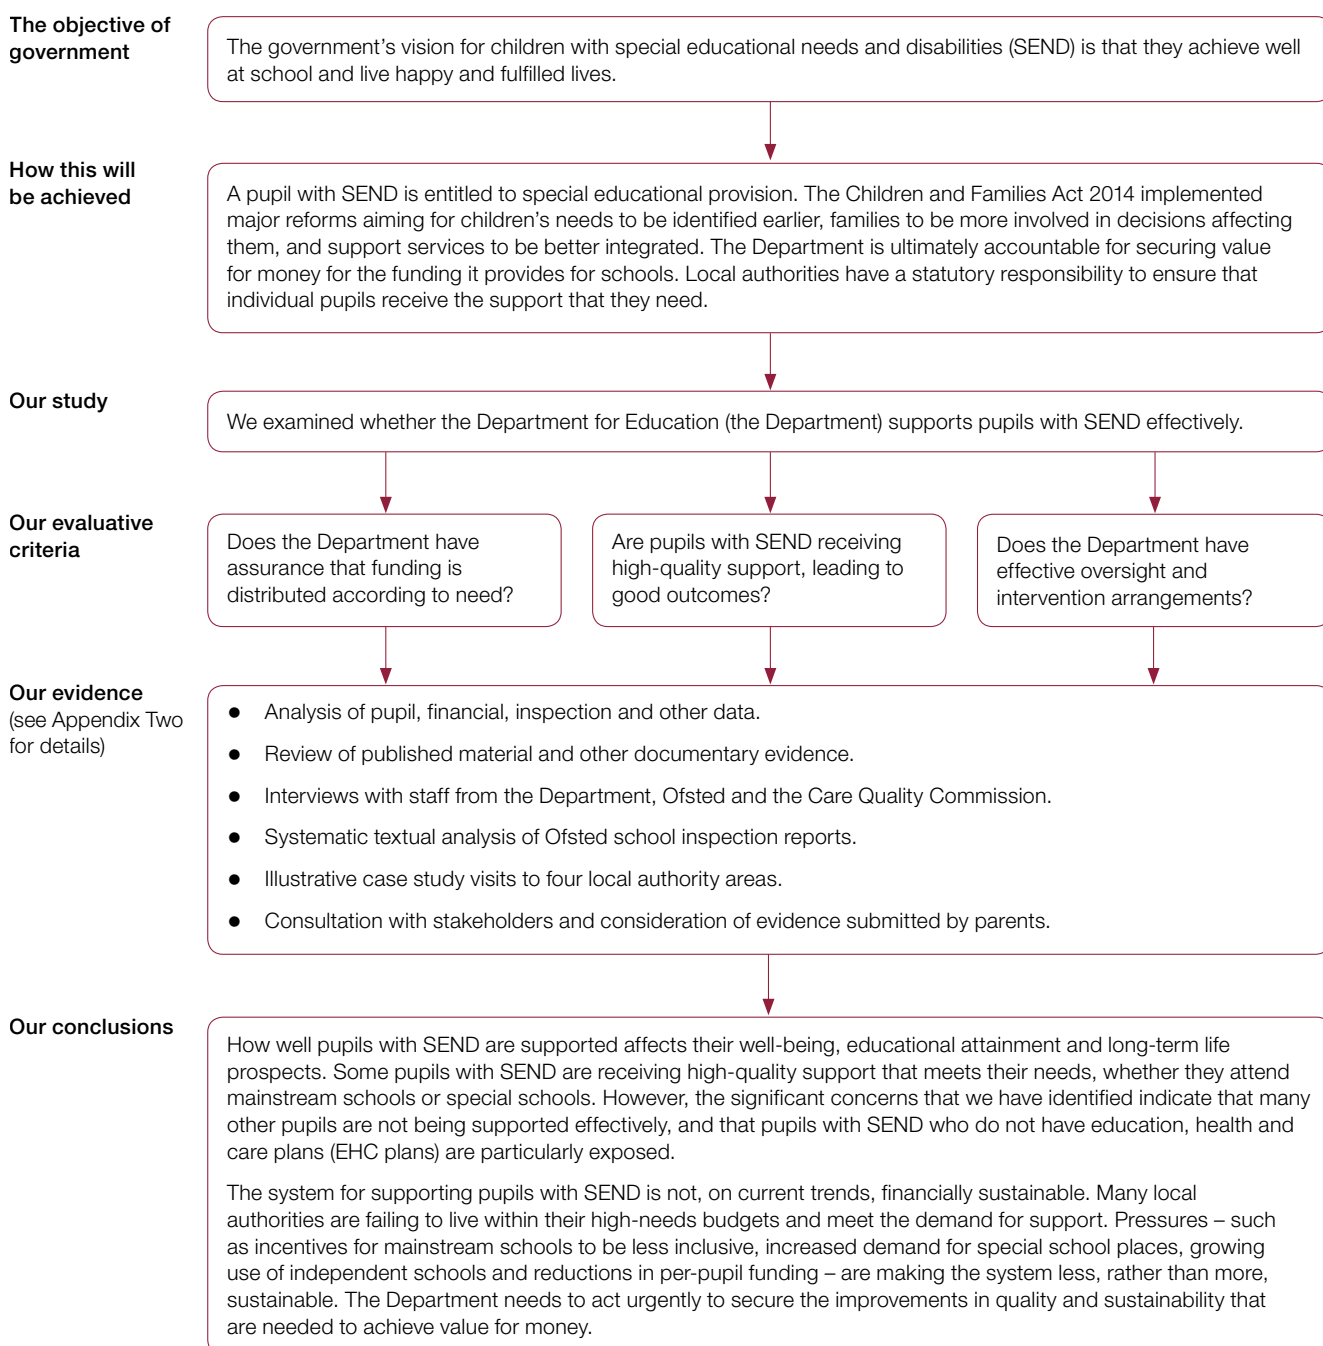 The objective of
government
The government’s vision for children with special educational needs and disabilities (SEND) is that they achieve well
at school and live happy and fulfilled lives.
How this will
be achieved
A pupil with SEND is entitled to special educational provision. The Children and Families Act 2014 implemented
major reforms aiming for children’s needs to be identified earlier, families to be more involved in decisions affecting
them, and support services to be better integrated. The Department is ultimately accountable for securing value
for money for the funding it provides for schools. Local authorities have a statutory responsibility to ensure that
individual pupils receive the support that they need.
Our study
We examined whether the Department for Education (the Department) supports pupils with SEND effectively.
Our evaluative
criteria
Does the Department have
assurance that funding is
distributed according to need?
Are pupils with SEND receiving
high-quality support, leading to
good outcomes?
Does the Department have
effective oversight and
intervention arrangements?
Our evidence
(see Appendix Two
for details)
● Analysis of pupil, financial, inspection and other data.
● Review of published material and other documentary evidence.
● Interviews with staff from the Department, Ofsted and the Care Quality Commission.
● Systematic textual analysis of Ofsted school inspection reports.
● Illustrative case study visits to four local authority areas.
● Consultation with stakeholders and consideration of evidence submitted by parents.
Our conclusions
How well pupils with SEND are supported affects their well-being, educational attainment and long-term life
prospects. Some pupils with SEND are receiving high-quality support that meets their needs, whether they attend
mainstream schools or special schools. However, the significant concerns that we have identified indicate that many
other pupils are not being supported effectively, and that pupils with SEND who do not have education, health and
care plans (EHC plans) are particularly exposed.
The system for supporting pupils with SEND is not, on current trends, financially sustainable. Many local
authorities are failing to live within their high-needs budgets and meet the demand for support. Pressures – such
as incentives for mainstream schools to be less inclusive, increased demand for special school places, growing
use of independent schools and reductions in per-pupil funding – are making the system less, rather than more,
sustainable. The Department needs to act urgently to secure the improvements in quality and sustainability that
are needed to achieve value for money.